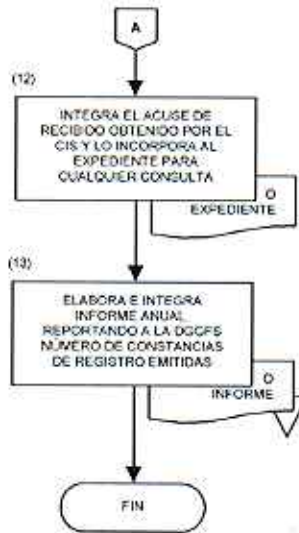 A
(12)
INTEGRA EL ACUSE DE
RECIBIDO OBTENIDO POR EL
CIS Y LO INCORPORA AL
EXPEDIENTE PARA
CUALQUIER CONSULTA
O
EXPEDIENTE
(13)
ELABORA E INTEGRA
INFORME ANUAL
REPORTANDO A LA DGGFS
NÚMERO DE CONSTANCIAS
DE REGISTRO EMITIDAS
O
INFORME
FIN